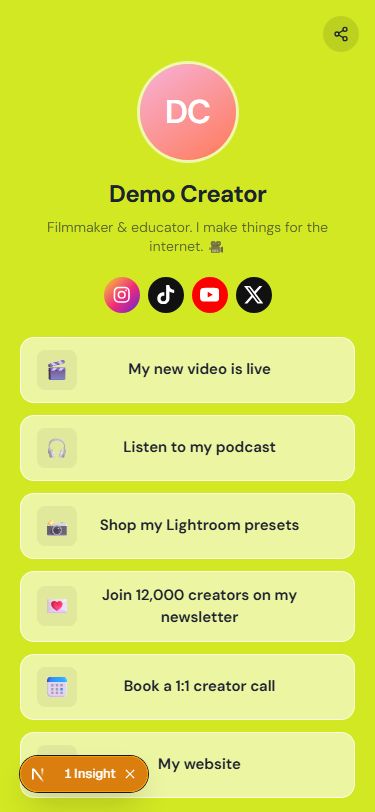 DC
Demo Creator
Filmmaker & educator. I make things for the
internet. 🎥
My new video is live
Listen to my podcast
Shop my Lightroom presets
Join 12,000 creators on my
newsletter
Book a 1:1 creator call
My website
N 1 Insight